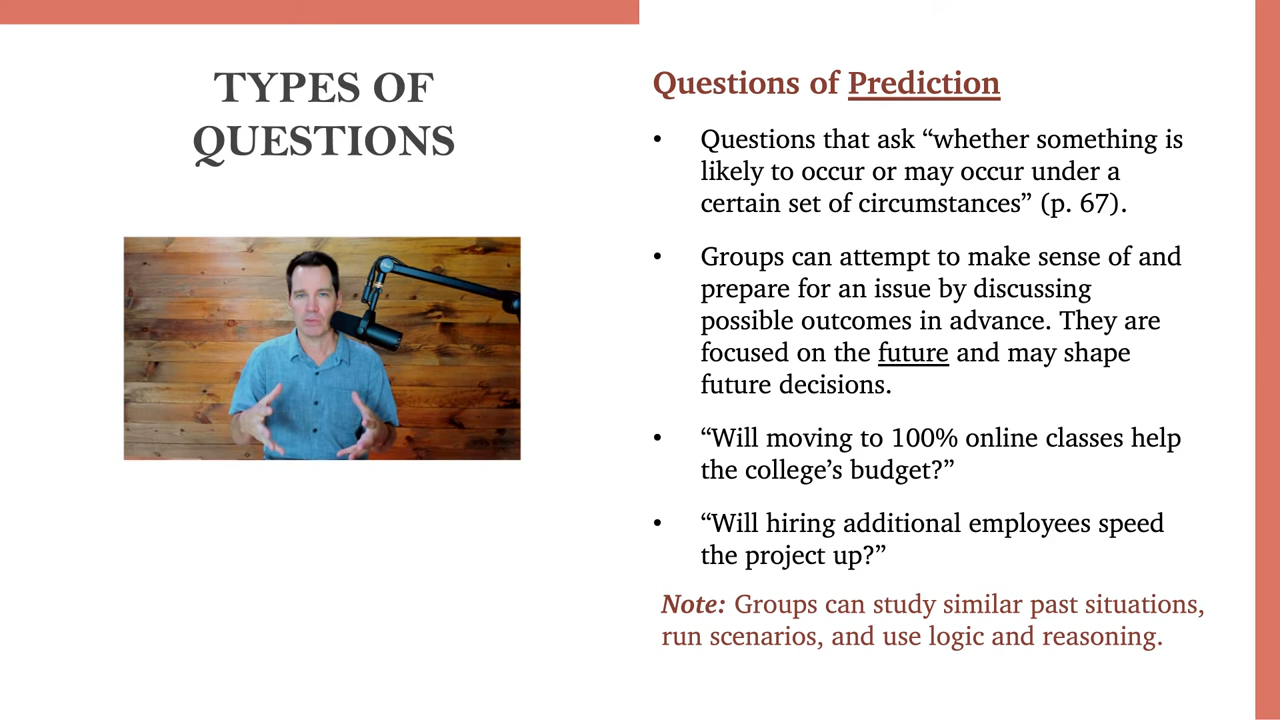 TYPES OF
QUESTIONS
Questions of Prediction
• Questions that ask “whether something is
likely to occur or may occur under a
certain set of circumstances” (p. 67).
• Groups can attempt to make sense of and
prepare for an issue by discussing
possible outcomes in advance. They are
focused on the future and may shape
future decisions.
• “Will moving to 100% online classes help
the college’s budget?”
• “Will hiring additional employees speed
the project up?”
Note: Groups can study similar past situations,
run scenarios, and use logic and reasoning.